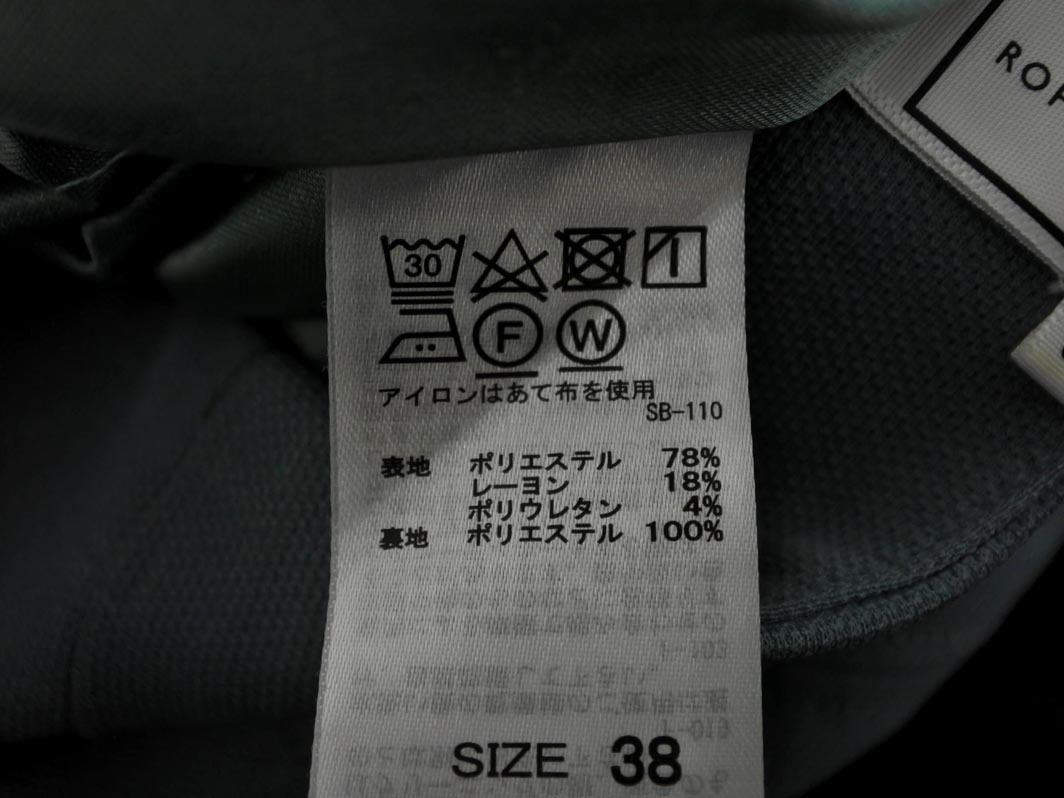 ROP
30
F W
アイロンはあて布を使用
SB-110
表地 ポリエステル 78%
レーヨン 18%
ポリウレタン 4%
裏地 ポリエステル 100%
SIZE 38